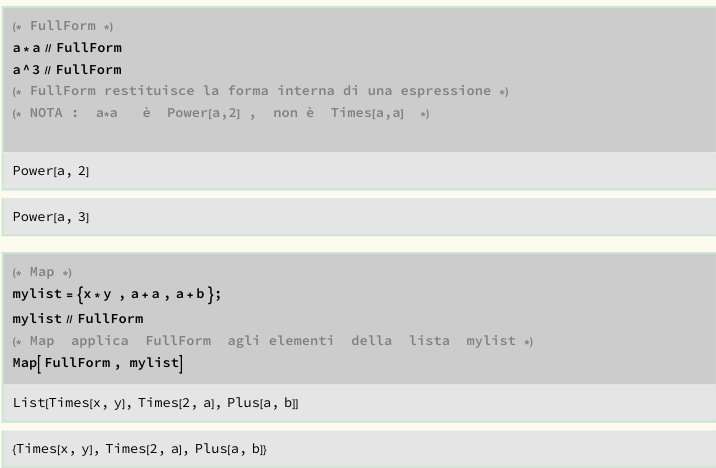 (* FullForm *)
a*a // FullForm
a^3 // FullForm
(* FullForm restituisce la forma interna di una espressione *)
(* NOTA : a*a è Power[a,2] , non è Times[a,a] *)
Power[a, 2]
Power[a, 3]
(* Map *)
mylist = {x*y , a+a , a+b };
mylist // FullForm
(* Map applica FullForm agli elementi della lista mylist *)
Map[ FullForm , mylist]
List[Times[x, y], Times[2, a], Plus[a, b]]
{Times[x, y], Times[2, a], Plus[a, b]}